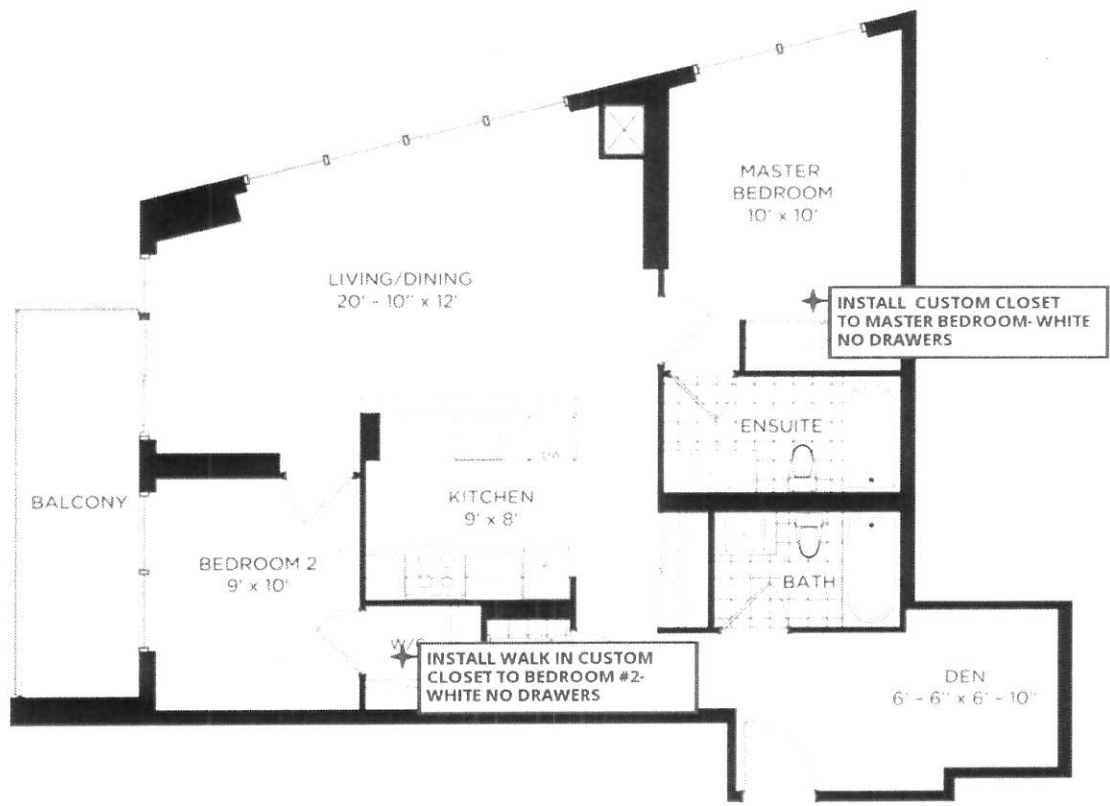 MASTER
BEDROOM
10' x 10'
LIVING/DINING
20' - 10" x 12'
INSTALL CUSTOM CLOSET
TO MASTER BEDROOM- WHITE
NO DRAWERS
ENSUITE
BALCONY
KITCHEN
9' x 8'
BEDROOM 2
9' x 10'
BATH
INSTALL WALK IN CUSTOM
CLOSET TO BEDROOM #2-
WHITE NO DRAWERS
DEN
6' - 6" x 6' - 10"